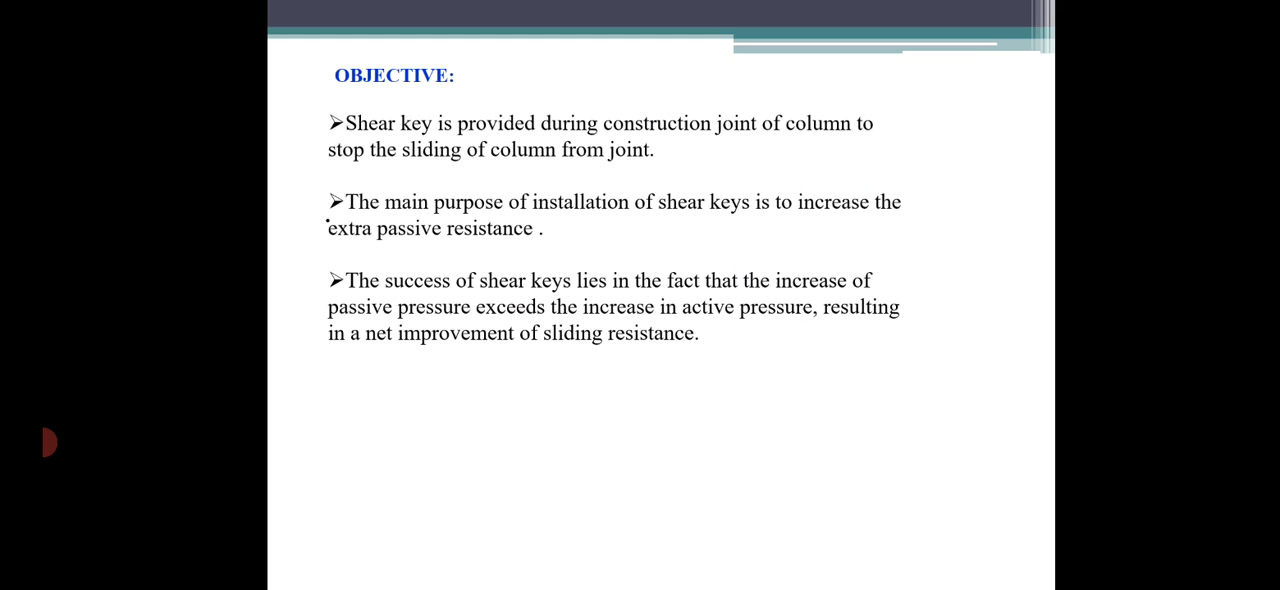 OBJECTIVE:
➢Shear key is provided during construction joint of column to
stop the sliding of column from joint.
➢The main purpose of installation of shear keys is to increase the
extra passive resistance .
➢The success of shear keys lies in the fact that the increase of
passive pressure exceeds the increase in active pressure, resulting
in a net improvement of sliding resistance.